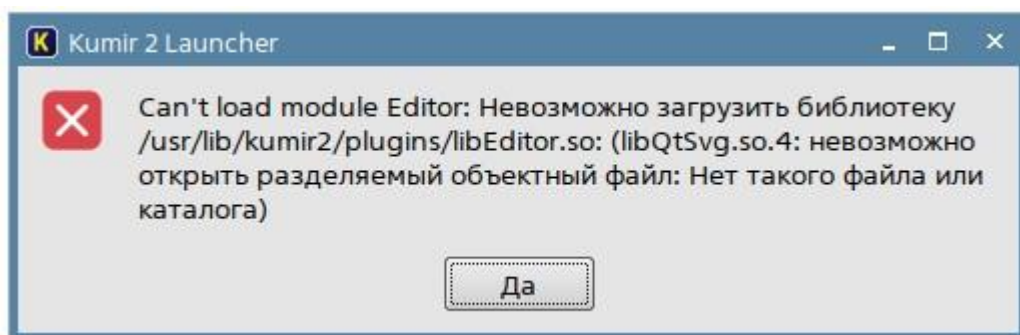 K Kumir 2 Launcher
Can't load module Editor: Невозможно загрузить библиотеку
/usr/lib/kumir2/plugins/libEditor.so: (libQtSvg.so.4: невозможно
открыть разделяемый объектный файл: Нет такого файла или
каталога)
Да